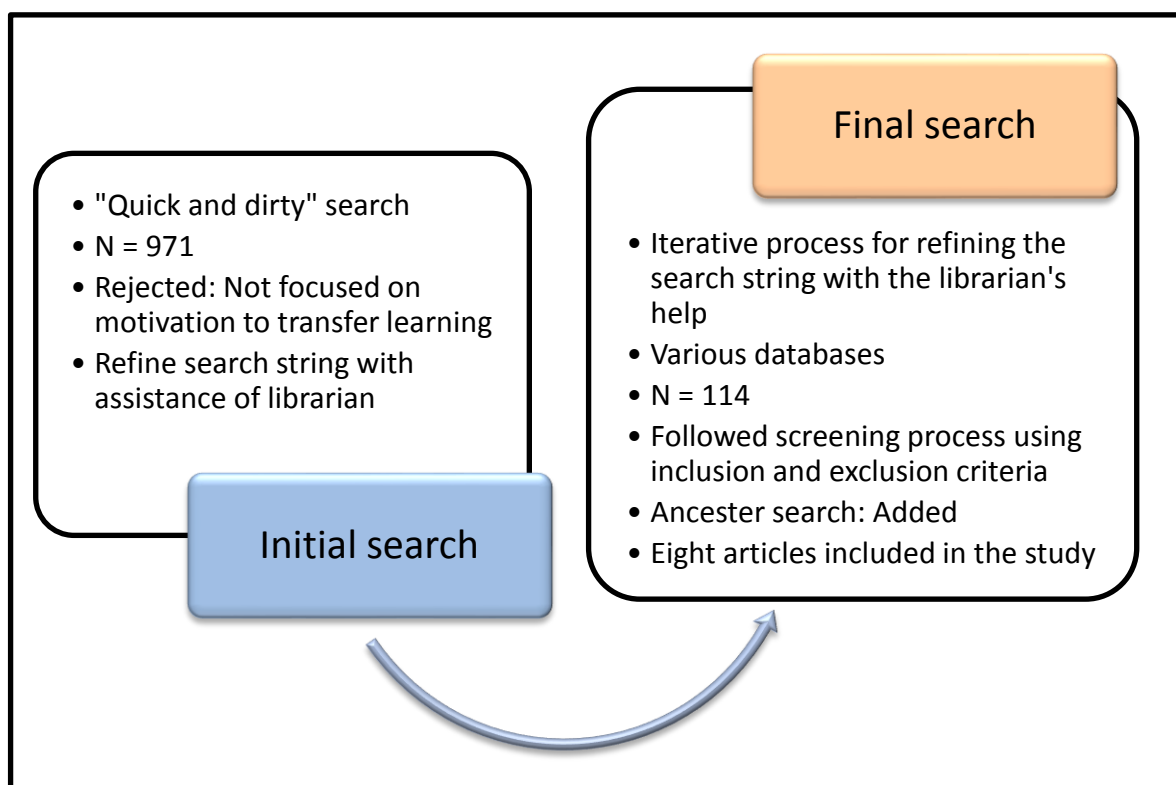 • "Quick and dirty" search
• N = 971
• Rejected: Not focused on
motivation to transfer learning
• Refine search string with
assistance of librarian
Initial search
Final search
• Iterative process for refining the
search string with the librarian's
help
• Various databases
• N = 114
• Followed screening process using
inclusion and exclusion criteria
• Ancester search: Added
• Eight articles included in the study